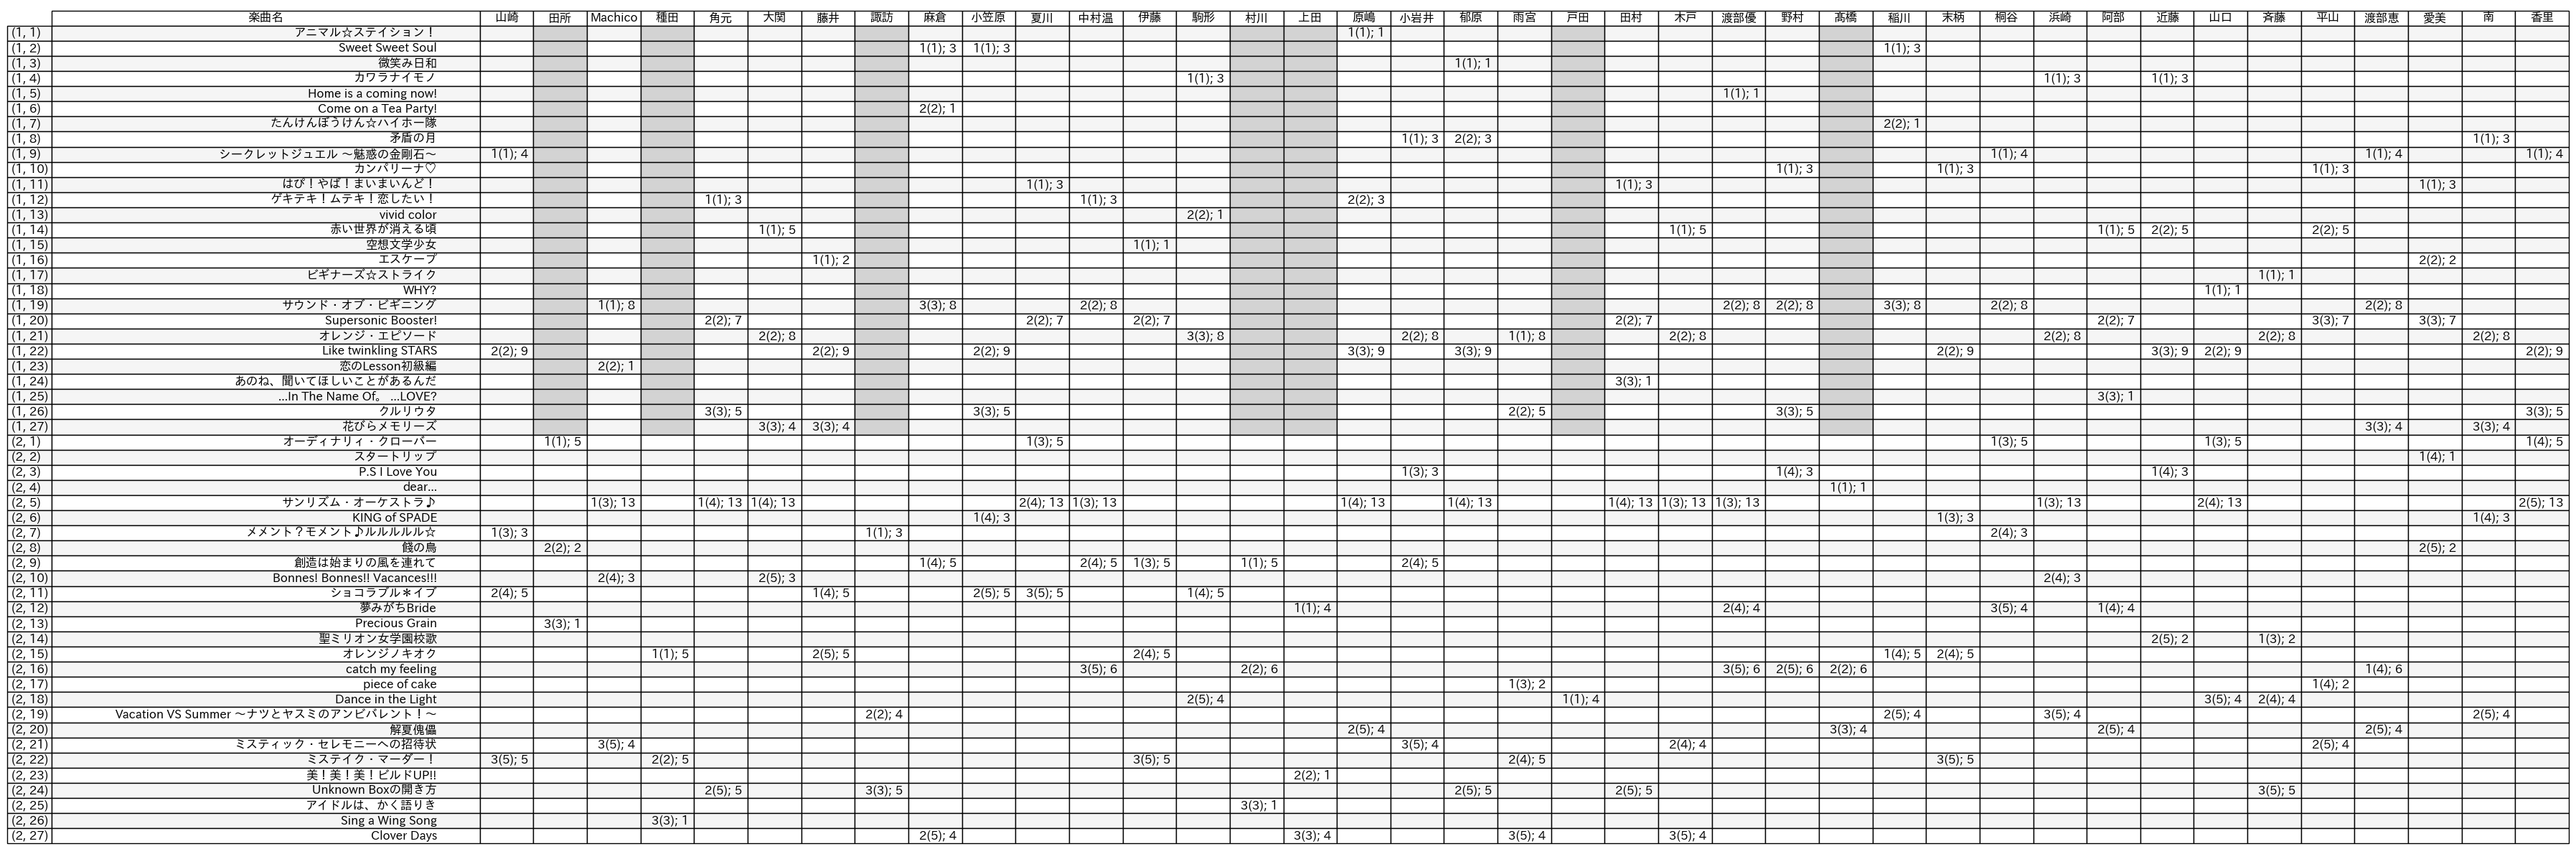 楽曲名 山崎 田所 Machico 種田 角元 大関 藤井 諏訪 麻倉 小笠原 夏川 中村温 伊藤 駒形 村川 上田 原嶋 小岩井 郁原 雨宮 戸田 田村 木戸 渡部優 野村 髙橋 稲川 末柄 桐谷 浜崎 阿部 近藤 山口 斉藤 平山 渡部恵 愛美 南 香里
(1, 1) アニマル☆ステイション！ 1(1); 1
(1, 2) Sweet Sweet Soul 1(1); 3 1(1); 3 1(1); 3
(1, 3) 微笑み日和 1(1); 1
(1, 4) カワラナイモノ 1(1); 3 1(1); 3 1(1); 3
(1, 5) Home is a coming now! 1(1); 1
(1, 6) Come on a Tea Party! 2(2); 1
(1, 7) たんけんぼうけん☆ハイホー隊 2(2); 1
(1, 8) 矛盾の月 1(1); 3 2(2); 3 1(1); 3
(1, 9) シークレットジュエル ～魅惑の金剛石～ 1(1); 4 1(1); 4 1(1); 4 1(1); 4
(1, 10) カンパリーナ♡ 1(1); 3 1(1); 3 1(1); 3
(1, 11) はぴ！やば！まいまいんど！ 1(1); 3 1(1); 3 1(1); 3
(1, 12) ゲキテキ！ムテキ！恋したい！ 1(1); 3 1(1); 3 2(2); 3
(1, 13) vivid color 2(2); 1
(1, 14) 赤い世界が消える頃 1(1); 5 1(1); 5 1(1); 5 2(2); 5 2(2); 5
(1, 15) 空想文学少女 1(1); 1
(1, 16) エスケープ 1(1); 2 2(2); 2
(1, 17) ビギナーズ☆ストライク 1(1); 1
(1, 18) WHY? 1(1); 1
(1, 19) サウンド・オブ・ビギニング 1(1); 8 3(3); 8 2(2); 8 2(2); 8 2(2); 8 3(3); 8 2(2); 8 2(2); 8
(1, 20) Supersonic Booster! 2(2); 7 2(2); 7 2(2); 7 2(2); 7 2(2); 7 3(3); 7 3(3); 7
(1, 21) オレンジ・エピソード 2(2); 8 3(3); 8 2(2); 8 1(1); 8 2(2); 8 2(2); 8 2(2); 8 2(2); 8
(1, 22) Like twinkling STARS 2(2); 9 2(2); 9 2(2); 9 3(3); 9 3(3); 9 2(2); 9 3(3); 9 2(2); 9 2(2); 9
(1, 23) 恋のLesson初級編 2(2); 1
(1, 24) あのね、聞いてほしいことがあるんだ 3(3); 1
(1, 25) ...In The Name Of。 ...LOVE? 3(3); 1
(1, 26) クルリウタ 3(3); 5 3(3); 5 2(2); 5 3(3); 5 3(3); 5
(1, 27) 花びらメモリーズ 3(3); 4 3(3); 4 3(3); 4 3(3); 4
(2, 1) オーディナリィ・クローバー 1(1); 5 1(3); 5 1(3); 5 1(3); 5 1(4); 5
(2, 2) スタートリップ 1(4); 1
(2, 3) P.S I Love You 1(3); 3 1(4); 3 1(4); 3
(2, 4) dear... 1(1); 1
(2, 5) サンリズム・オーケストラ♪ 1(3); 13 1(4); 13 1(4); 13 2(4); 13 1(3); 13 1(4); 13 1(4); 13 1(4); 13 1(3); 13 1(3); 13 1(3); 13 2(4); 13 2(5); 13
(2, 6) KING of SPADE 1(4); 3 1(3); 3 1(4); 3
(2, 7) メメント？モメント♪ルルルルル☆ 1(3); 3 1(1); 3 2(4); 3
(2, 8) 餞の鳥 2(2); 2 2(5); 2
(2, 9) 創造は始まりの風を連れて 1(4); 5 2(4); 5 1(3); 5 1(1); 5 2(4); 5
(2, 10) Bonnes! Bonnes!! Vacances!!! 2(4); 3 2(5); 3 2(4); 3
(2, 11) ショコラブル＊イブ 2(4); 5 1(4); 5 2(5); 5 3(5); 5 1(4); 5
(2, 12) 夢みがちBride 1(1); 4 2(4); 4 3(5); 4 1(4); 4
(2, 13) Precious Grain 3(3); 1
(2, 14) 聖ミリオン女学園校歌 2(5); 2 1(3); 2
(2, 15) オレンジノキオク 1(1); 5 2(5); 5 2(4); 5 1(4); 5 2(4); 5
(2, 16) catch my feeling 3(5); 6 2(2); 6 3(5); 6 2(5); 6 2(2); 6 1(4); 6
(2, 17) piece of cake 1(3); 2 1(4); 2
(2, 18) Dance in the Light 2(5); 4 1(1); 4 3(5); 4 2(4); 4
(2, 19) Vacation VS Summer ～ナツとヤスミのアンビバレント！～ 2(2); 4 2(5); 4 3(5); 4 2(5); 4
(2, 20) 解夏傀儡 2(5); 4 3(3); 4 2(5); 4 2(5); 4
(2, 21) ミスティック・セレモニーへの招待状 3(5); 4 3(5); 4 2(4); 4 2(5); 4
(2, 22) ミステイク・マーダー！ 3(5); 5 2(2); 5 3(5); 5 2(4); 5 3(5); 5
(2, 23) 美！美！美！ビルドUP!! 2(2); 1
(2, 24) Unknown Boxの開き方 2(5); 5 3(3); 5 2(5); 5 2(5); 5 3(5); 5
(2, 25) アイドルは、かく語りき 3(3); 1
(2, 26) Sing a Wing Song 3(3); 1
(2, 27) Clover Days 2(5); 4 3(3); 4 3(5); 4 3(5); 4